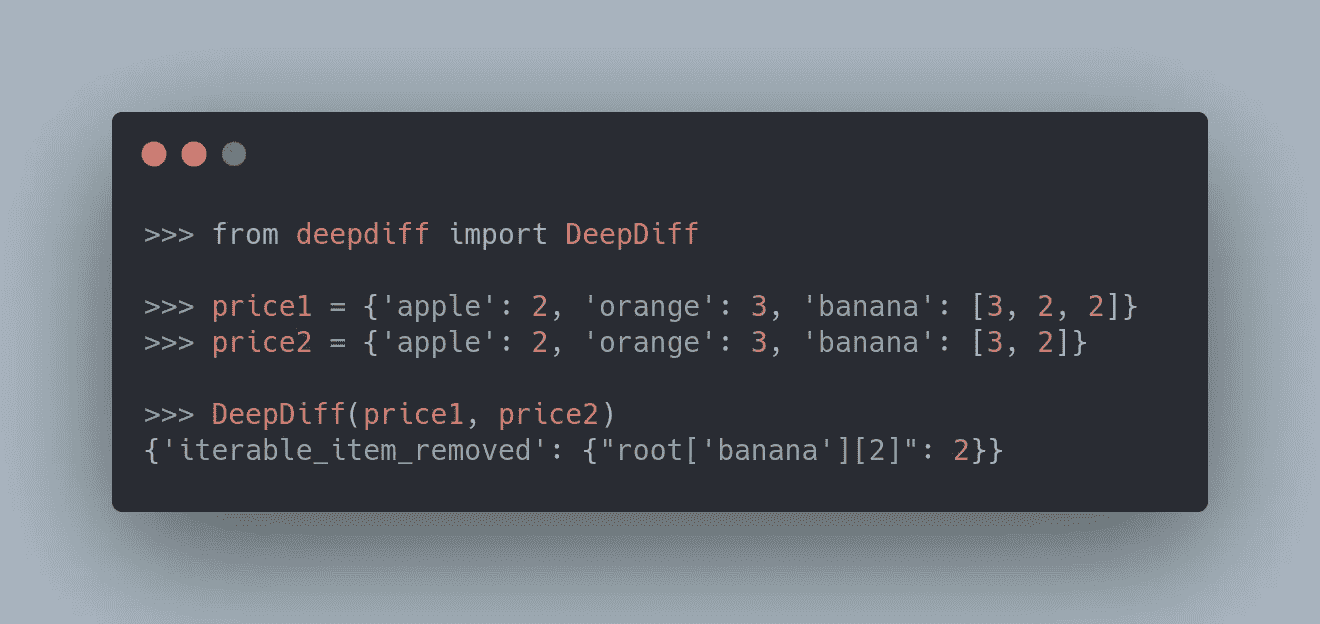 >>> from deepdiff import DeepDiff
>>> price1 = {'apple': 2, 'orange': 3, 'banana': [3, 2, 2]}
>>> price2 = {'apple': 2, 'orange': 3, 'banana': [3, 2]}
>>> DeepDiff(price1, price2)
{'iterable_item_removed': {"root['banana'][2]": 2}}